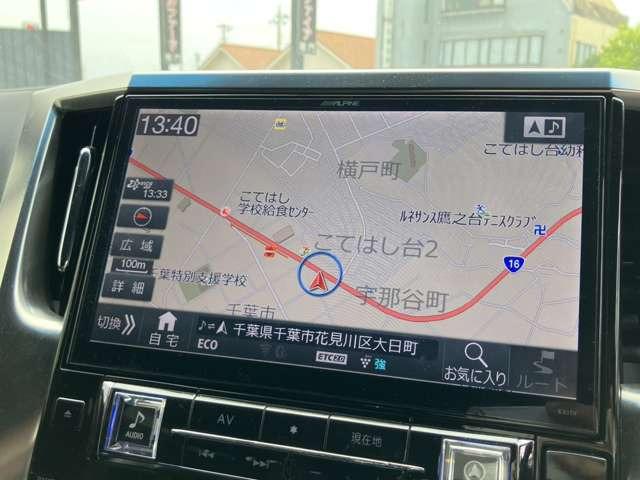 ALPINE
13:40
こてはし台幼稚
横戸町
VICS
13:33
こてはし
学校給食センター
ルネサンス鷹之台テニスクラブ
広域
こてはし台2
16
100m
千葉特別支援学校
詳細
宇那谷町
千葉市
切換
自宅
千葉県千葉市花見川区大日町
ECO
ETC2.0
強
お気に入り
ルート
AUDIO
AV
*
現在地